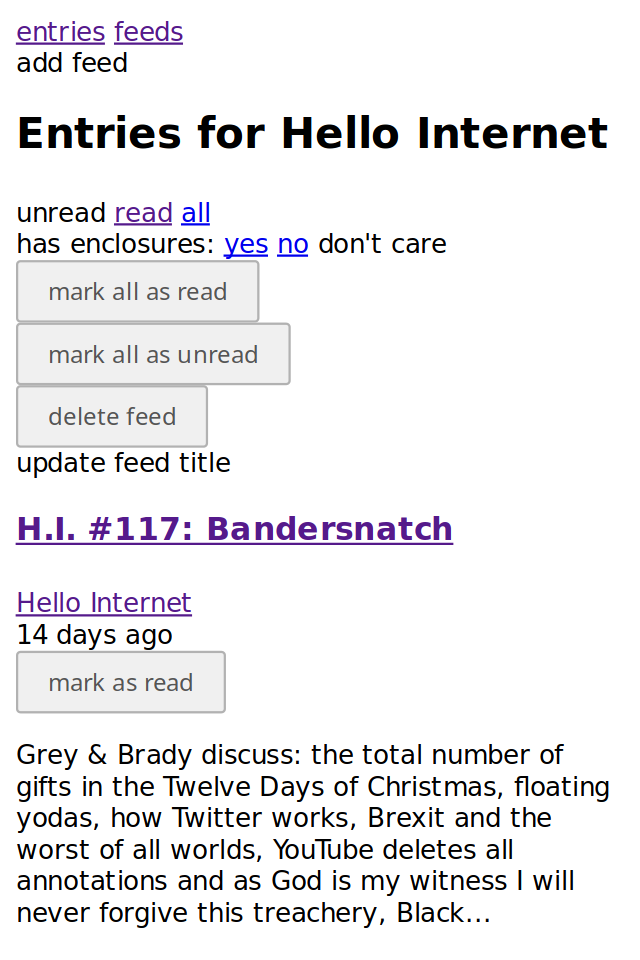 entries feeds
add feed
Entries for Hello Internet
unread read all
has enclosures: yes no don't care
mark all as read
mark all as unread
delete feed
update feed title
H.I. #117: Bandersnatch
Hello Internet
14 days ago
mark as read
Grey & Brady discuss: the total number of
gifts in the Twelve Days of Christmas, floating
yodas, how Twitter works, Brexit and the
worst of all worlds, YouTube deletes all
annotations and as God is my witness I will
never forgive this treachery, Black…